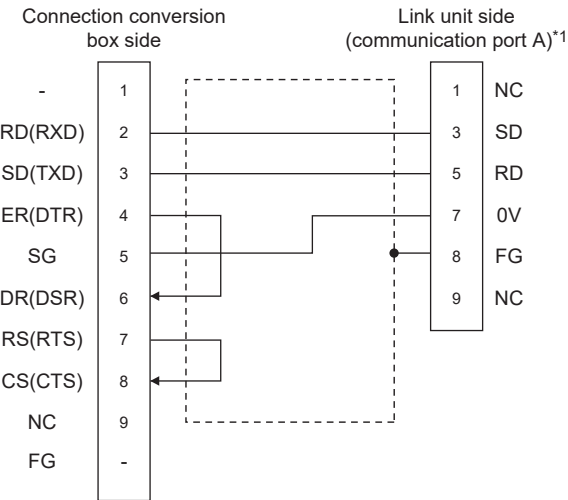 Connection conversion box side
Link unit side (communication port A)*1
- 1
RD(RXD) 2
SD(TXD) 3
ER(DTR) 4
SG 5
DR(DSR) 6
RS(RTS) 7
CS(CTS) 8
NC 9
FG -
1 NC
3 SD
5 RD
7 0V
8 FG
9 NC